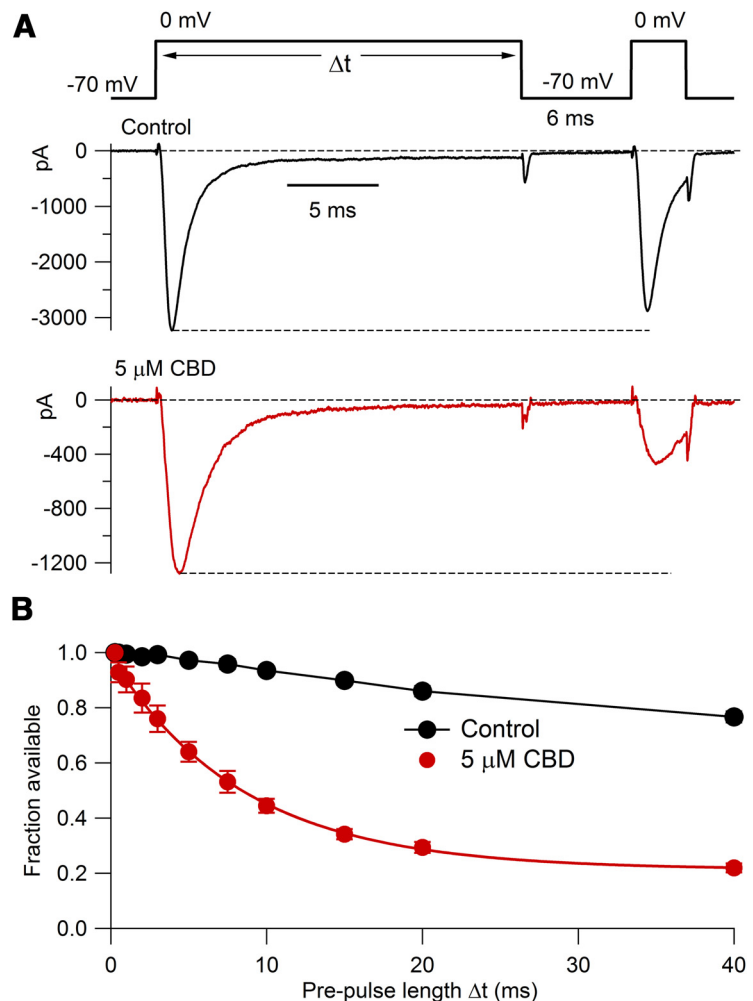 A
0 mV
0 mV
Δt
-70 mV
-70 mV
6 ms
Control
pA
0
-1000
-2000
-3000
5 ms
5 μM CBD
pA
0
-400
-800
-1200
B
Fraction available
1.0
0.8
0.6
0.4
0.2
0.0
Control
5 μM CBD
0
10
20
30
40
Pre-pulse length Δt (ms)